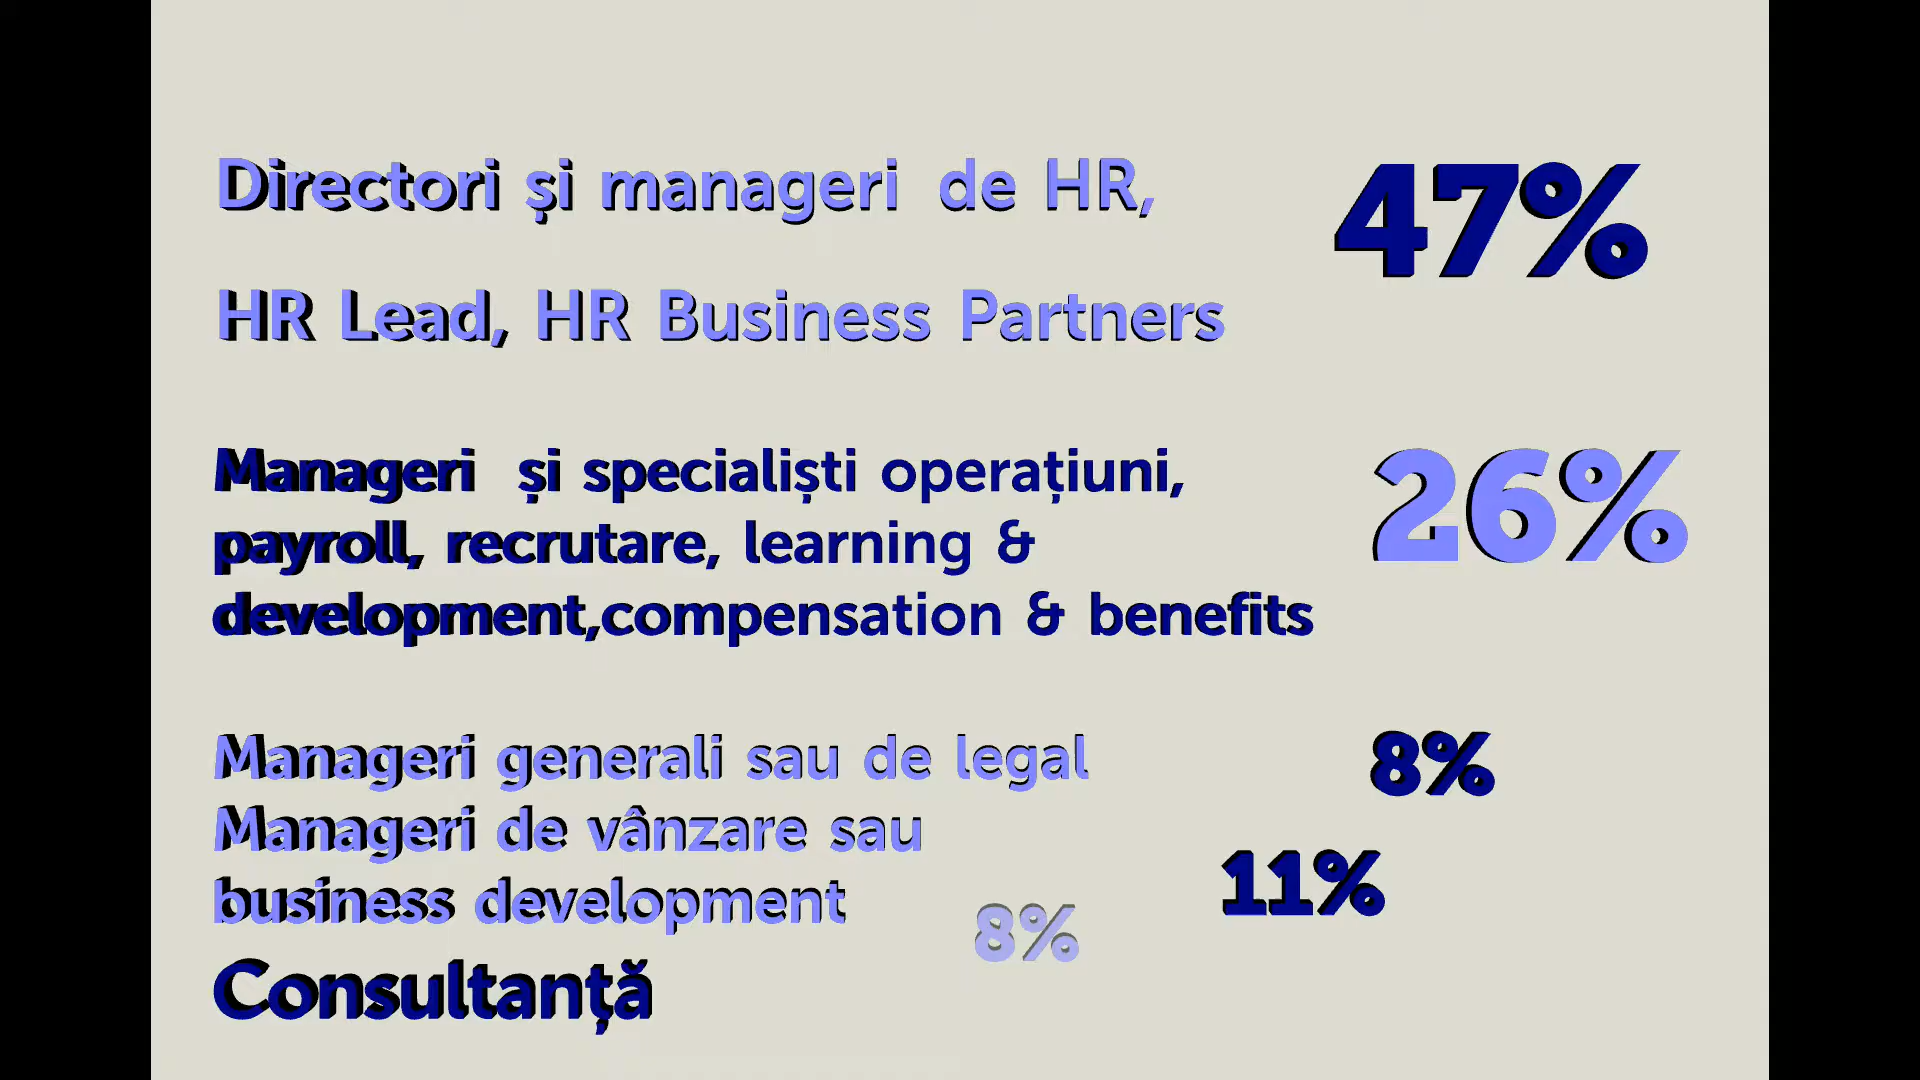 Directori și manageri de HR,
47%
HR Lead, HR Business Partners
Manageri și specialiști operațiuni,
26%
payroll, recrutare, learning &
development,compensation & benefits
Manageri generali sau de legal
8%
Manageri de vânzare sau
11%
business development
8%
Consultanță